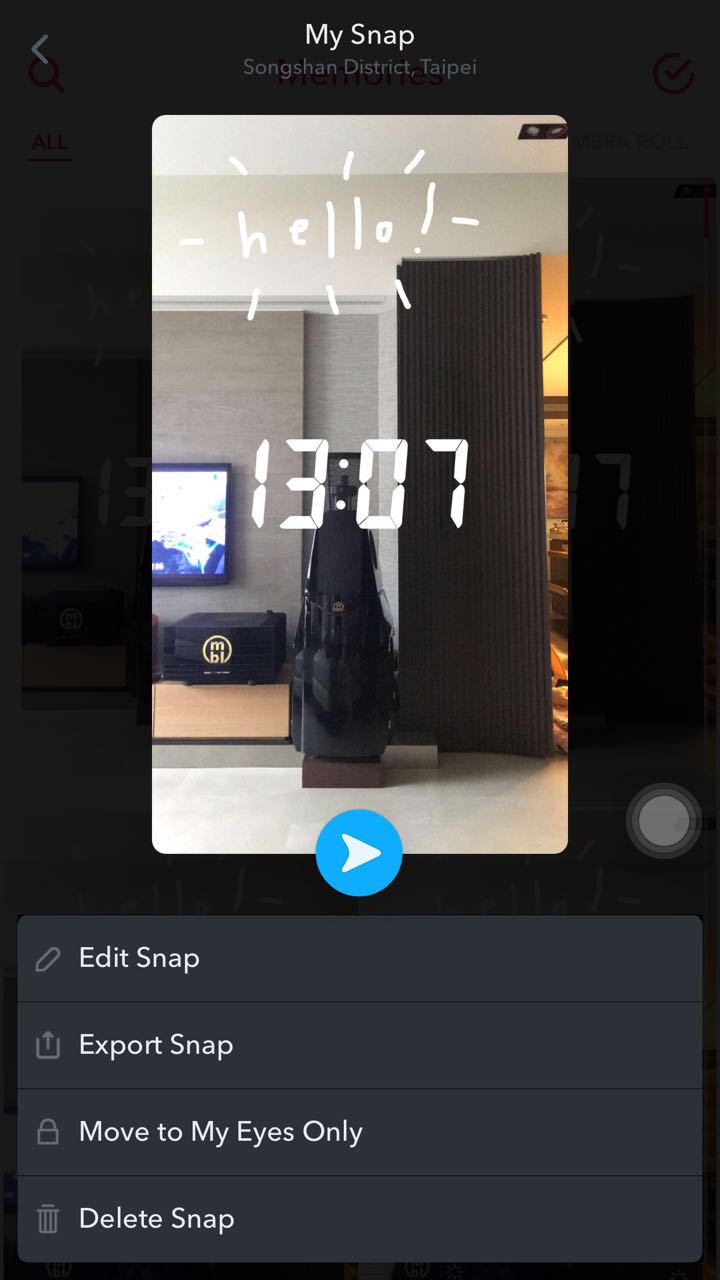 My Snap
Songshan District, Taipei
Memories
ALL
MERA ROLL
hello!
13:07
mbl
Edit Snap
Export Snap
Move to My Eyes Only
Delete Snap